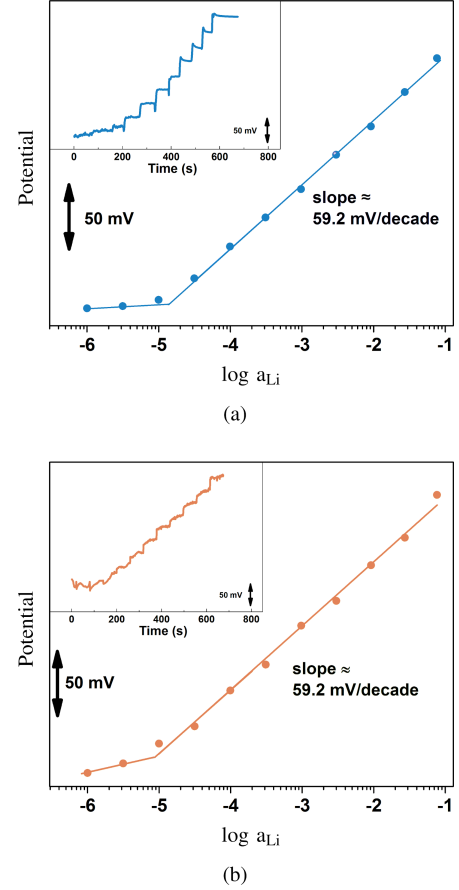 50 mV
0 200 400 600 800
Time (s)
Potential
50 mV
slope ≈
59.2 mV/decade
-6 -5 -4 -3 -2 -1
log aLi
(a)
50 mV
0 200 400 600 800
Time (s)
Potential
50 mV
slope ≈
59.2 mV/decade
-6 -5 -4 -3 -2 -1
log aLi
(b)